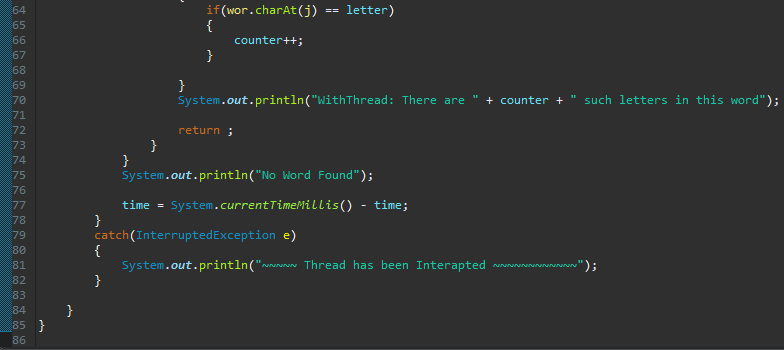 64 if(wor.charAt(j) == letter)
65 {
66 counter++;
67 }
68
69 }
70 System.out.println("WithThread: There are " + counter + " such letters in this word");
71
72 return ;
73 }
74 }
75 System.out.println("No Word Found");
76
77 time = System.currentTimeMillis() - time;
78 }
79 catch(InterruptedException e)
80 {
81 System.out.println("~~~~~ Thread has been Interapted ~~~~~~~~~~~~");
82 }
83
84 }
85 }
86